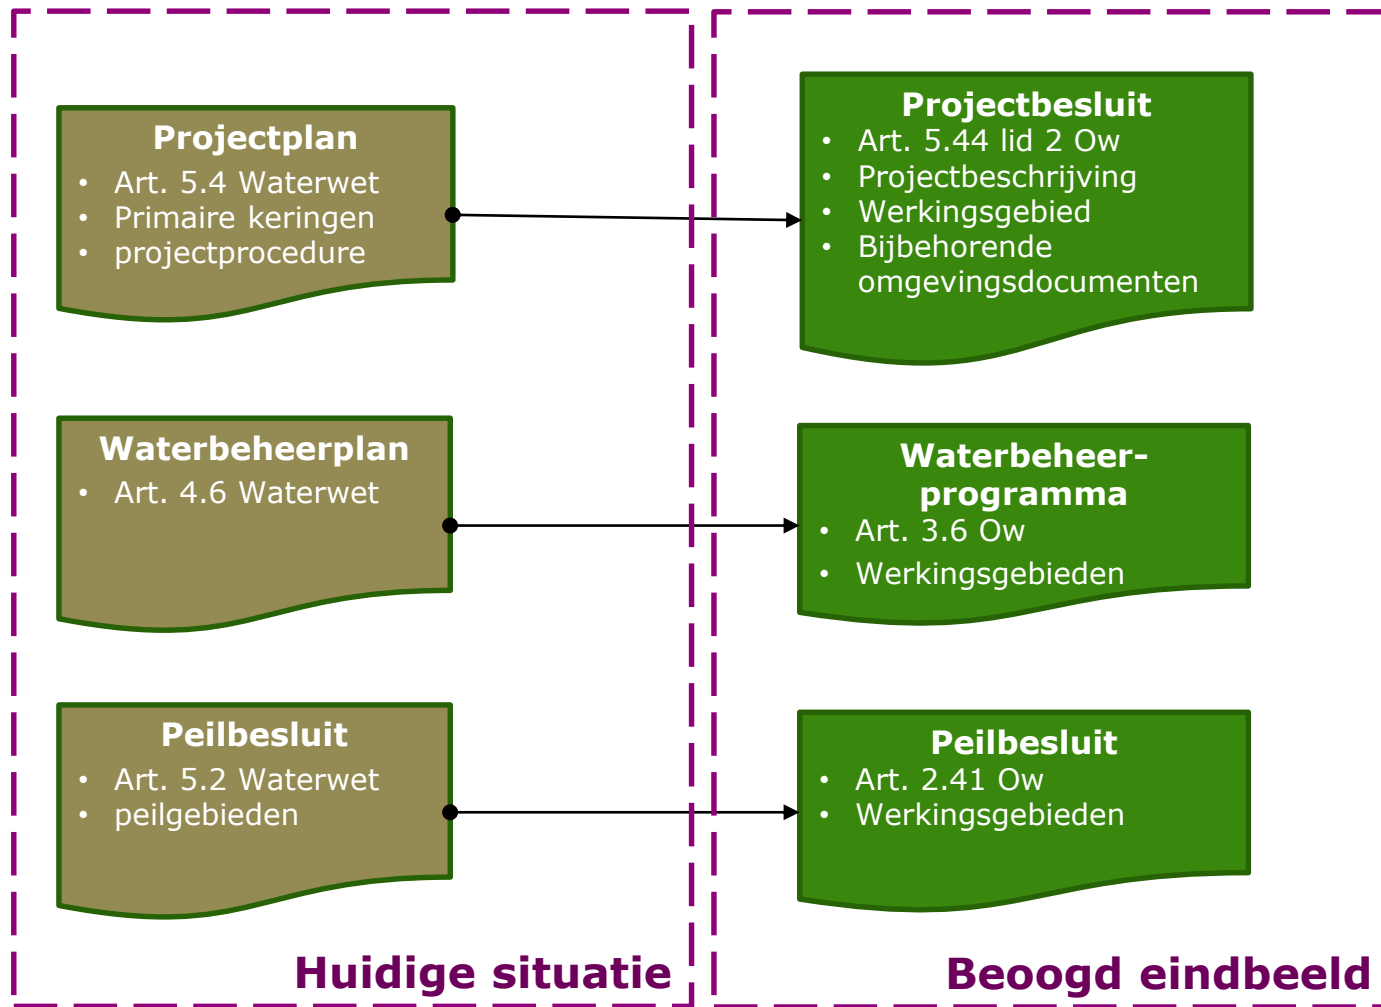 Projectplan
• Art. 5.4 Waterwet
• Primaire keringen
• projectprocedure
Waterbeheerplan
• Art. 4.6 Waterwet
Peilbesluit
• Art. 5.2 Waterwet
• peilgebieden
Huidige situatie
Projectbesluit
• Art. 5.44 lid 2 Ow
• Projectbeschrijving
• Werkingsgebied
• Bijbehorende
omgevingsdocumenten
Waterbeheer-
programma
• Art. 3.6 Ow
• Werkingsgebieden
Peilbesluit
• Art. 2.41 Ow
• Werkingsgebieden
Beoogd eindbeeld